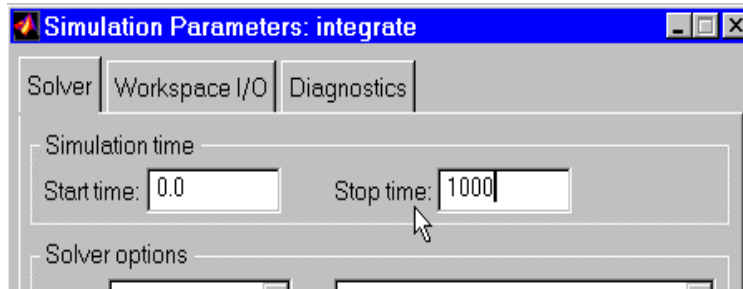 Simulation Parameters: integrate
Solver Workspace I/O Diagnostics
Simulation time
Start time: 0.0 Stop time: 1000
Solver options